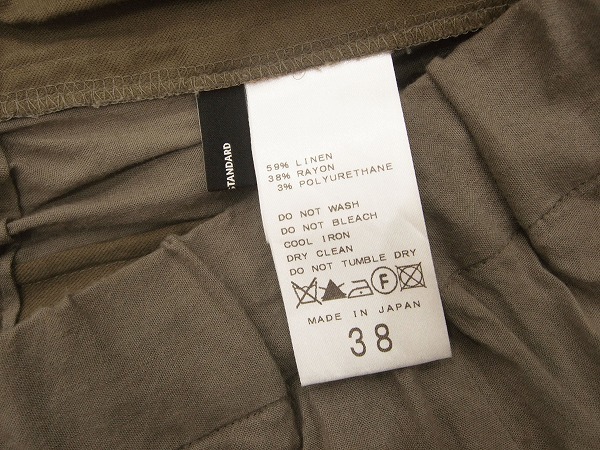 STANDARD
59% LINEN
38% RAYON
3% POLYURETHANE
DO NOT WASH
DO NOT BLEACH
COOL IRON
DRY CLEAN
DO NOT TUMBLE DRY
F
MADE IN JAPAN
38